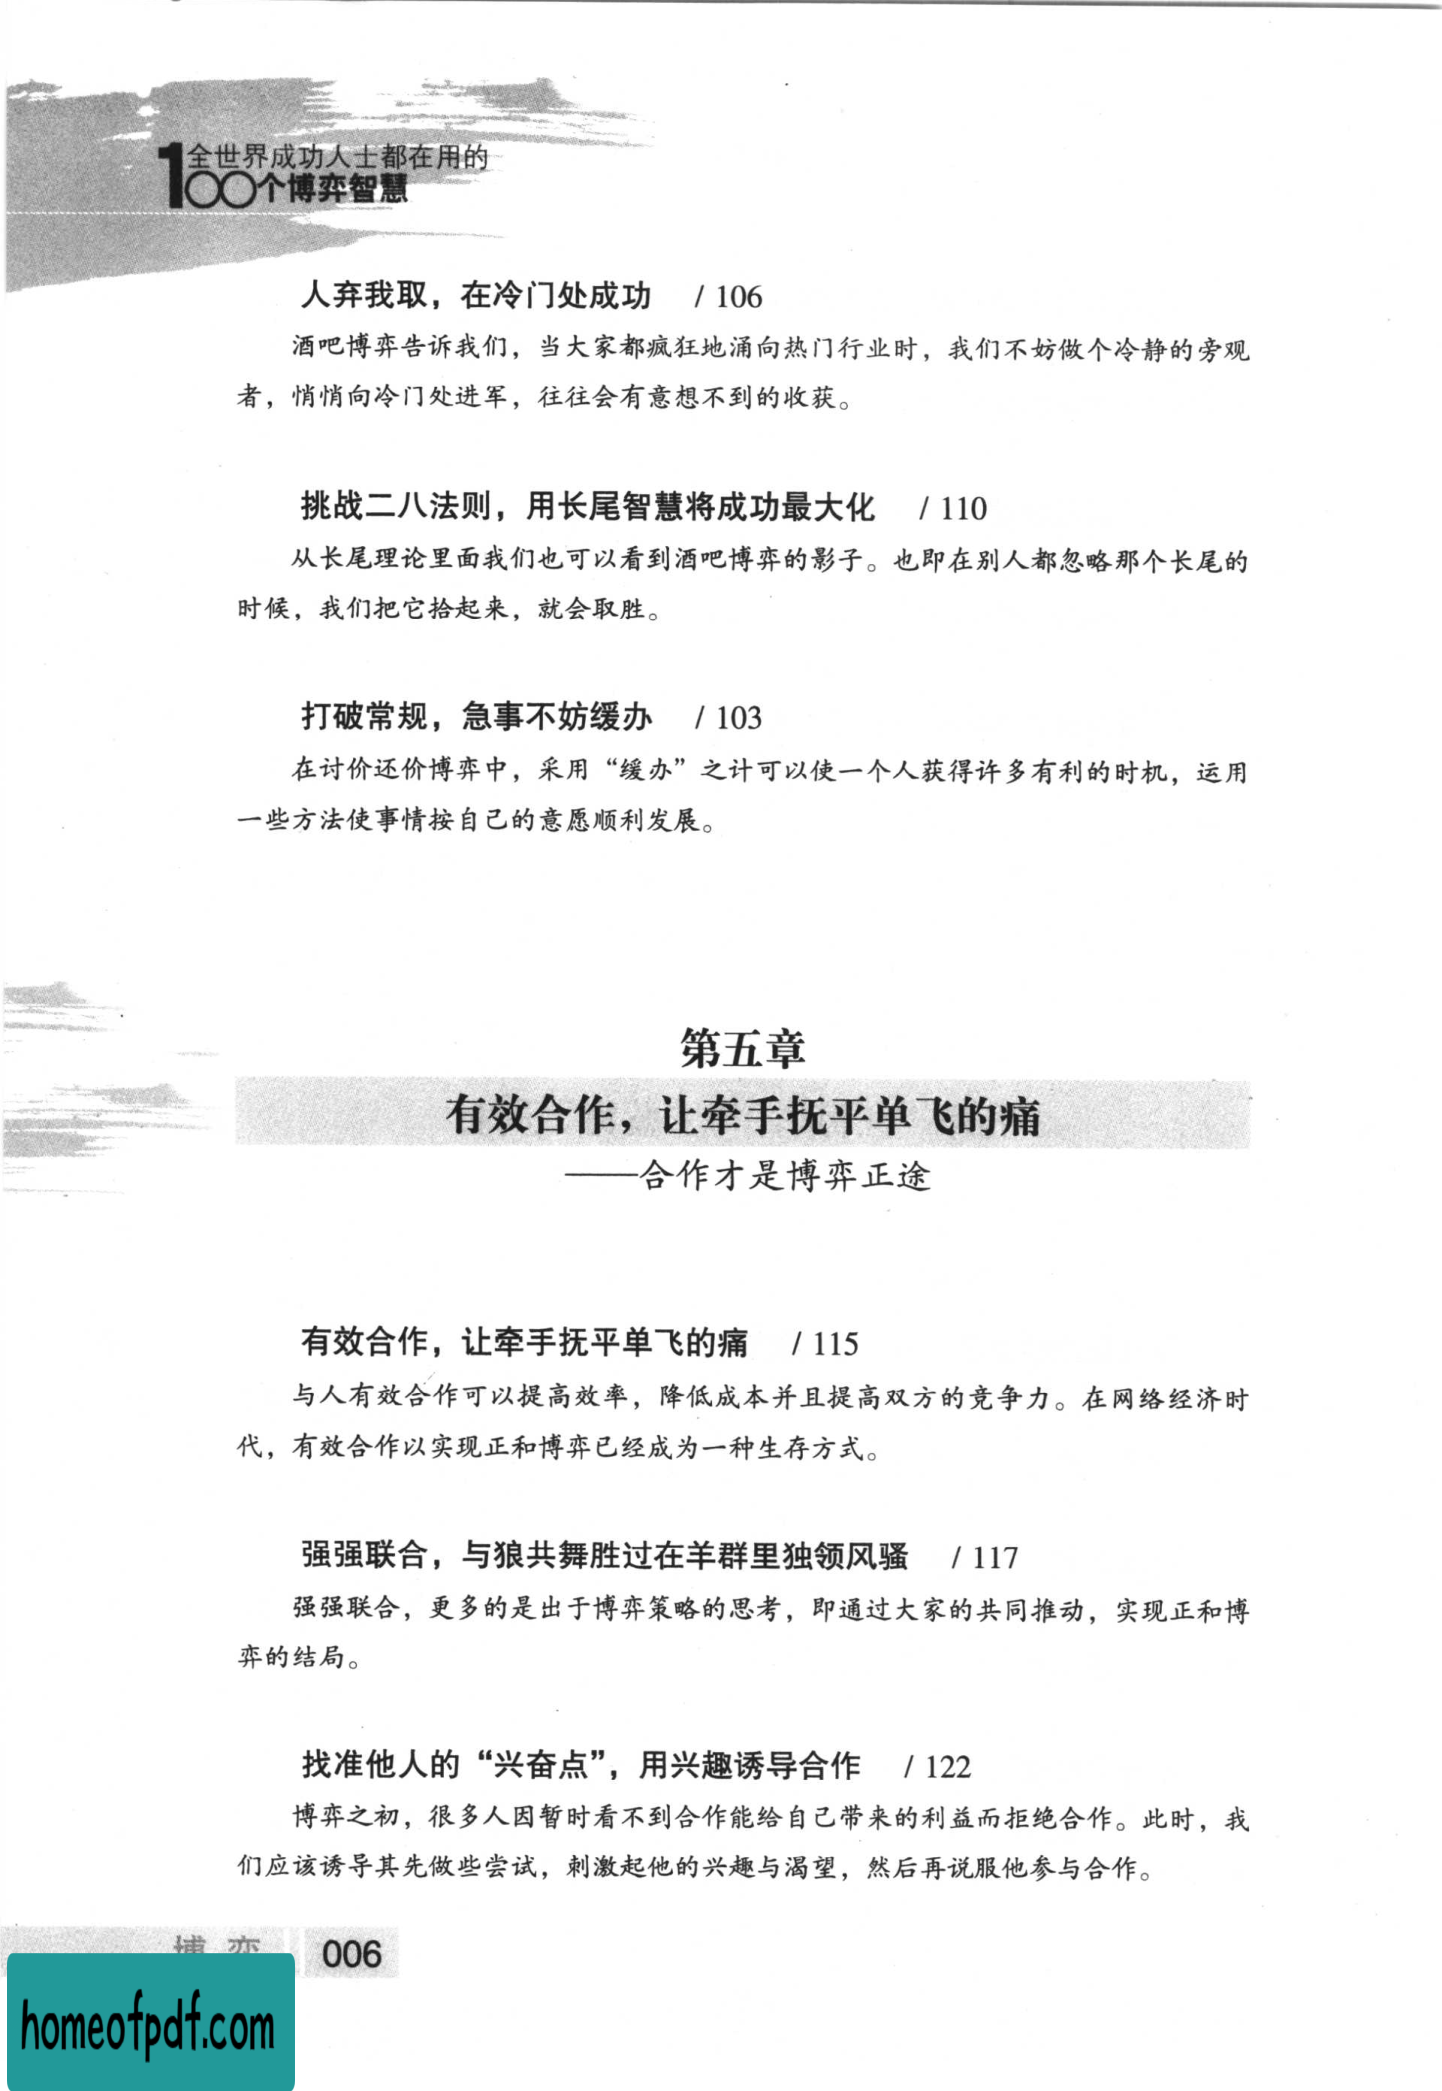 全世界成功人士都在用的
100个博弈智慧
人弃我取，在冷门处成功 / 106
酒吧博弈告诉我们，当大家都疯狂地涌向热门行业时，我们不妨做个冷静的旁观
者，悄悄向冷门处进军，往往会有意想不到的收获。
挑战二八法则，用长尾智慧将成功最大化 / 110
从长尾理论里面我们也可以看到酒吧博弈的影子。也即在别人都忽略那个长尾的
时候，我们把它拾起来，就会取胜。
打破常规，急事不妨缓办 / 103
在讨价还价博弈中，采用“缓办”之计可以使一个人获得许多有利的时机，运用
一些方法使事情按自己的意愿顺利发展。
第五章
有效合作，让牵手抚平单飞的痛
——合作才是博弈正途
有效合作，让牵手抚平单飞的痛 / 115
与人有效合作可以提高效率，降低成本并且提高双方的竞争力。在网络经济时
代，有效合作以实现正和博弈已经成为一种生存方式。
强强联合，与狼共舞胜过在羊群里独领风骚 / 117
强强联合，更多的是出于博弈策略的思考，即通过大家的共同推动，实现正和博
弈的结局。
找准他人的“兴奋点”，用兴趣诱导合作 / 122
博弈之初，很多人因暂时看不到合作能给自己带来的利益而拒绝合作。此时，我
们应该诱导其先做些尝试，刺激起他的兴趣与渴望，然后再说服他参与合作。
博弈 006
homeofpdf.com